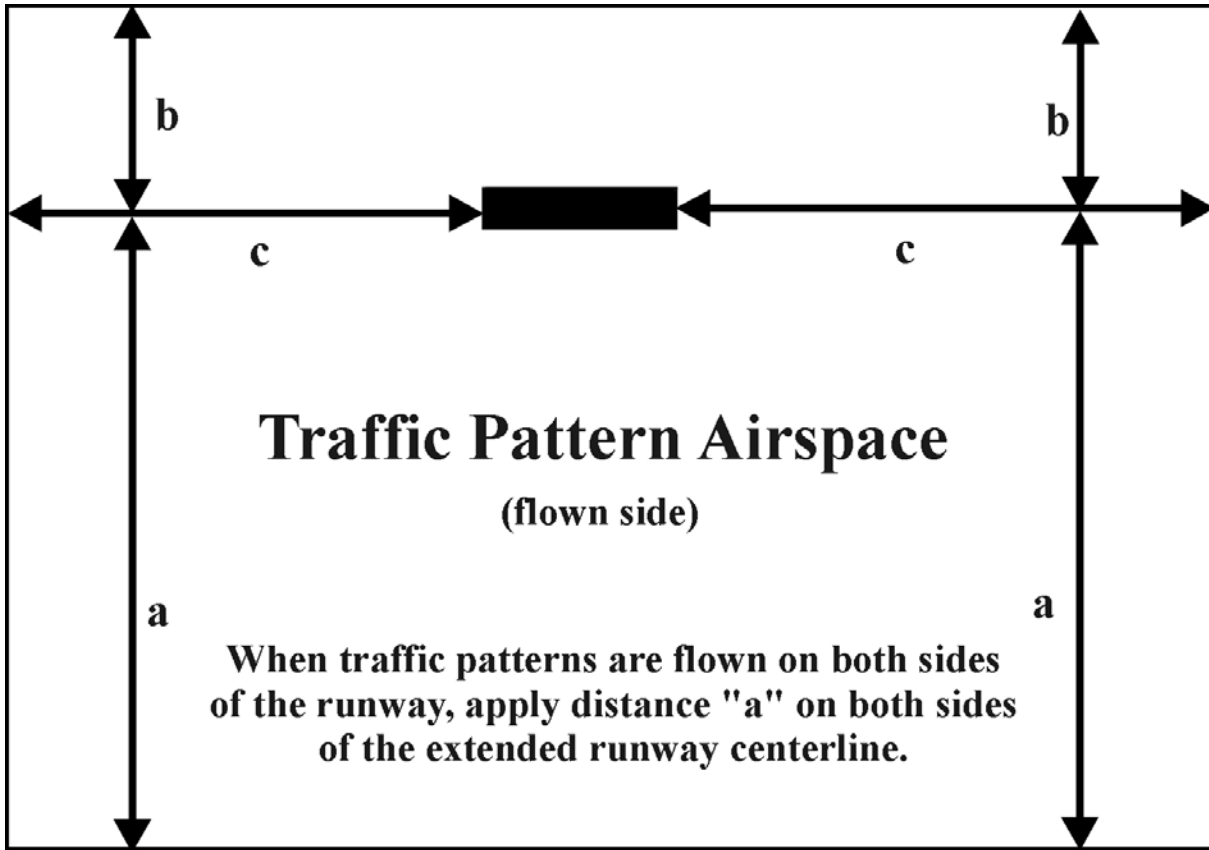 b
b
c
c
Traffic Pattern Airspace
(flown side)
a
a
When traffic patterns are flown on both sides
of the runway, apply distance "a" on both sides
of the extended runway centerline.